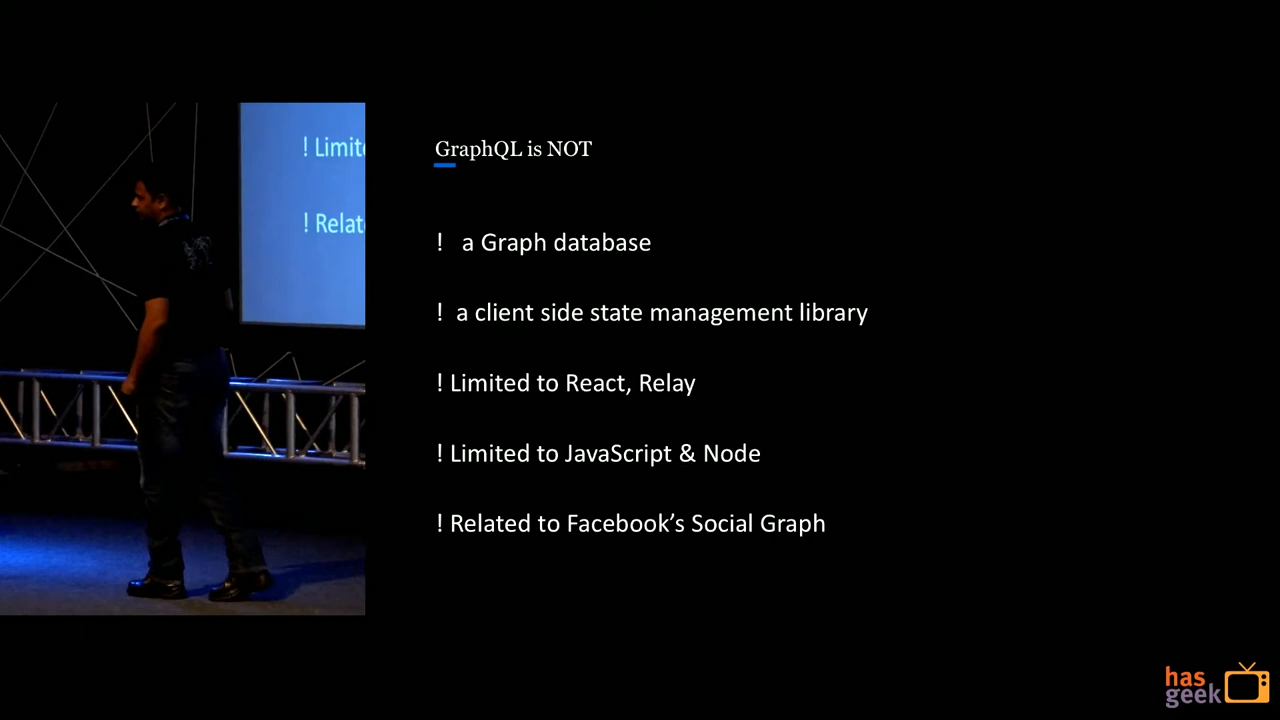 ! Limit
! Relat
GraphQL is NOT
! a Graph database
! a client side state management library
! Limited to React, Relay
! Limited to JavaScript & Node
! Related to Facebook’s Social Graph
has
geek